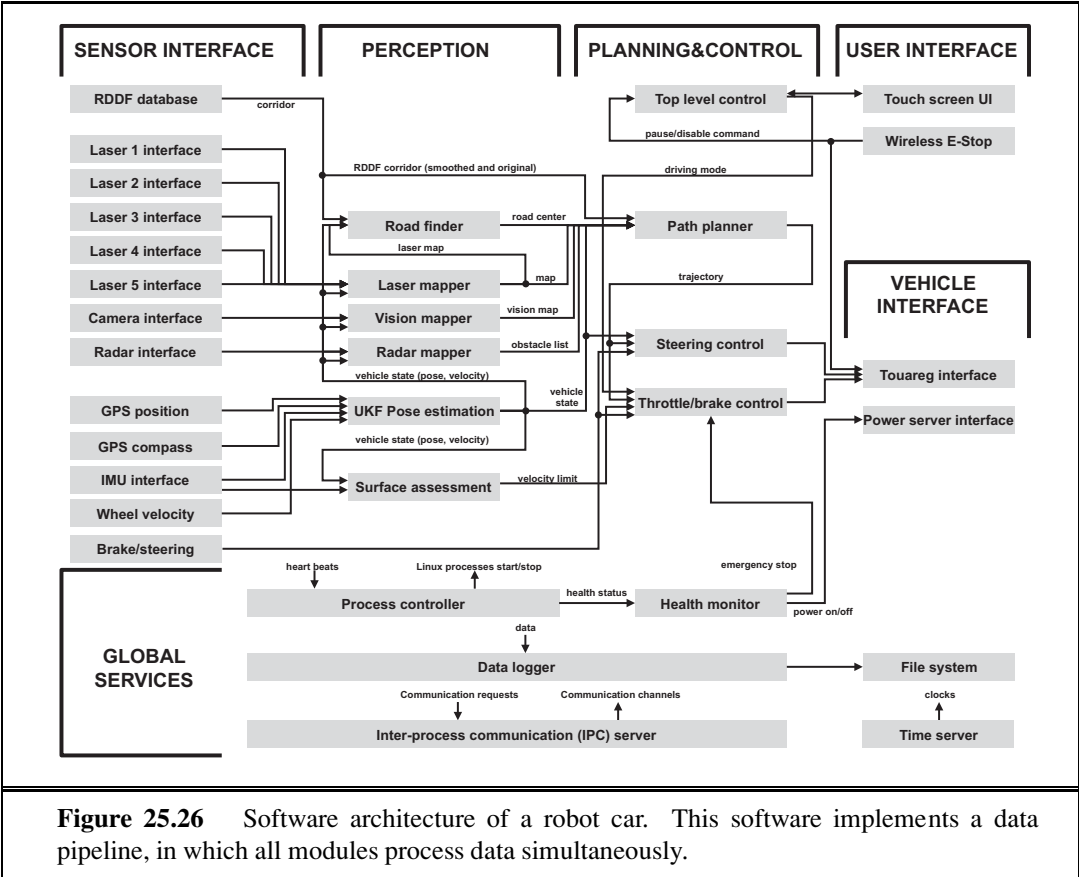 SENSOR INTERFACE
PERCEPTION
PLANNING&CONTROL
USER INTERFACE
RDDF database
corridor
Top level control
Touch screen UI
pause/disable command
Wireless E-Stop
Laser 1 interface
Laser 2 interface
Laser 3 interface
Laser 4 interface
Laser 5 interface
Camera interface
Radar interface
RDDF corridor (smoothed and original)
driving mode
Road finder
road center
Path planner
laser map
trajectory
VEHICLE
INTERFACE
Laser mapper
map
Vision mapper
vision map
Radar mapper
obstacle list
Steering control
vehicle state (pose, velocity)
vehicle
state
Touareg interface
GPS position
UKF Pose estimation
Throttle/brake control
Power server interface
GPS compass
vehicle state (pose, velocity)
IMU interface
Surface assessment
velocity limit
Wheel velocity
Brake/steering
emergency stop
heart beats
Linux processes start/stop
Process controller
health status
Health monitor
power on/off
GLOBAL
SERVICES
data
Data logger
File system
Communication requests
Communication channels
clocks
Inter-process communication (IPC) server
Time server
Figure 25.26 Software architecture of a robot car. This software implements a data
pipeline, in which all modules process data simultaneously.